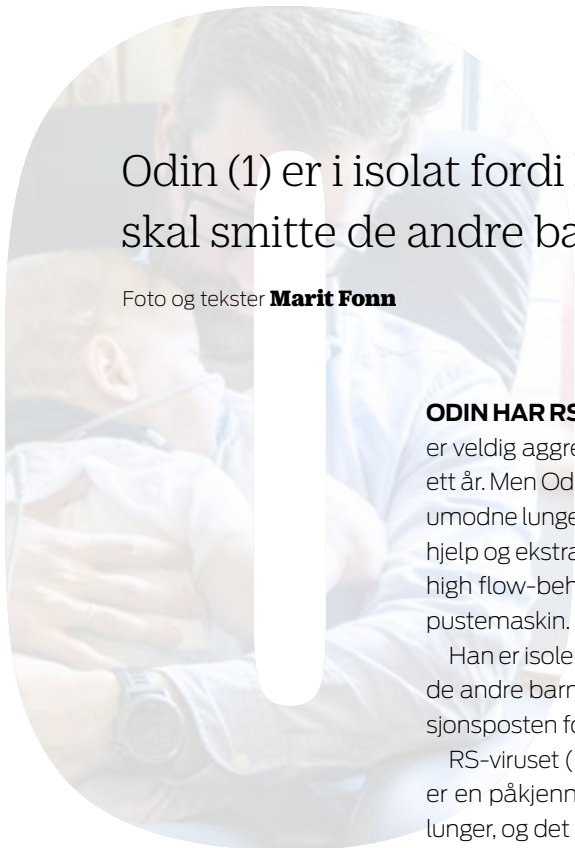 Odin (1) er i isolat fordi
skal smitte de andre ba
Foto og tekster Marit Fonn
ODIN HAR RS
er veldig aggre
ett år. Men Od
umodne lunge
hjelp og ekstra
high flow-beh
pustemaskin.
Han er isole
de andre barn
sjonsposten fo
RS-viruset (
er en påkjenn
lunger, og det